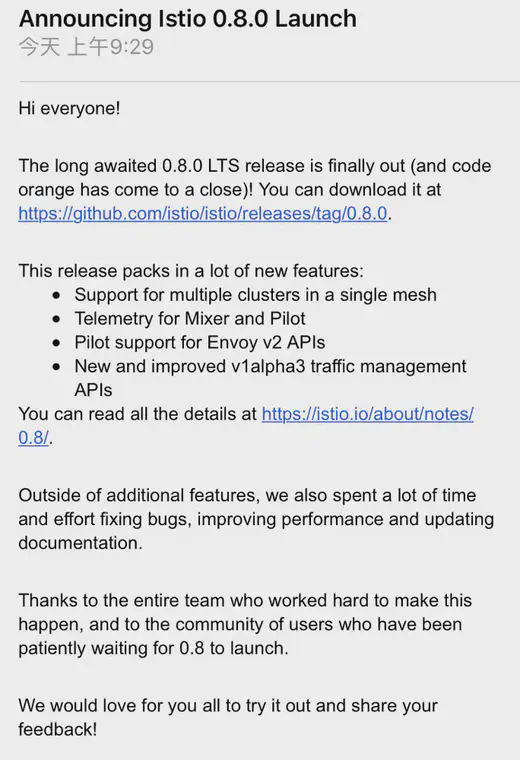 Announcing Istio 0.8.0 Launch
今天 上午9:29
Hi everyone!
The long awaited 0.8.0 LTS release is finally out (and code
orange has come to a close)! You can download it at
https://github.com/istio/istio/releases/tag/0.8.0.
This release packs in a lot of new features:
• Support for multiple clusters in a single mesh
• Telemetry for Mixer and Pilot
• Pilot support for Envoy v2 APIs
• New and improved v1alpha3 traffic management
APIs
You can read all the details at https://istio.io/about/notes/
0.8/.
Outside of additional features, we also spent a lot of time
and effort fixing bugs, improving performance and updating
documentation.
Thanks to the entire team who worked hard to make this
happen, and to the community of users who have been
patiently waiting for 0.8 to launch.
We would love for you all to try it out and share your
feedback!